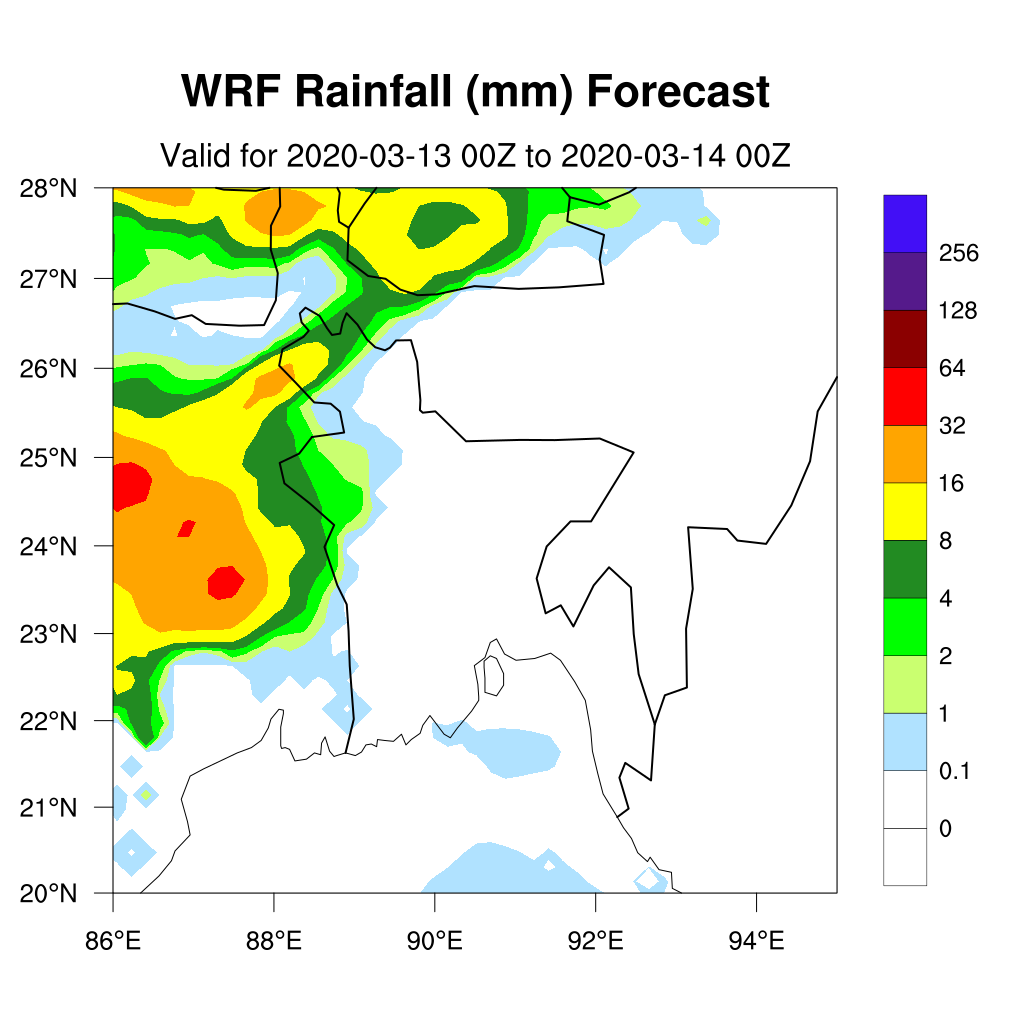 WRF Rainfall (mm) Forecast
Valid for 2020-03-13 00Z to 2020-03-14 00Z
28°N
27°N
26°N
25°N
24°N
23°N
22°N
21°N
20°N
86°E 88°E 90°E 92°E 94°E
256
128
64
32
16
8
4
2
1
0.1
0